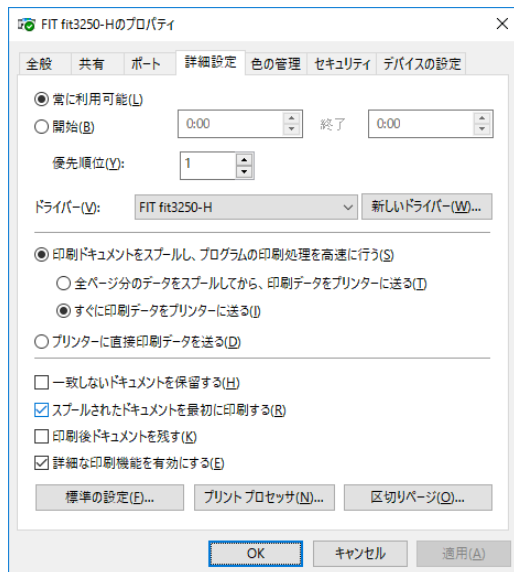 FIT fit3250-Hのプロパティ
全般 共有 ポート 詳細設定 色の管理 セキュリティ デバイスの設定
常に利用可能(L)
開始(B) 0:00 終了 0:00
優先順位(Y): 1
ドライバー(V): FIT fit3250-H 新しいドライバー(W)...
印刷ドキュメントをスプールし、プログラムの印刷処理を高速に行う(S)
全ページ分のデータをスプールしてから、印刷データをプリンターに送る(T)
すぐに印刷データをプリンターに送る(I)
プリンターに直接印刷データを送る(D)
一致しないドキュメントを保留する(H)
スプールされたドキュメントを最初に印刷する(R)
印刷後ドキュメントを残す(K)
詳細な印刷機能を有効にする(E)
標準の設定(F)... プリント プロセッサ(N)... 区切りページ(O)...
OK キャンセル 適用(A)